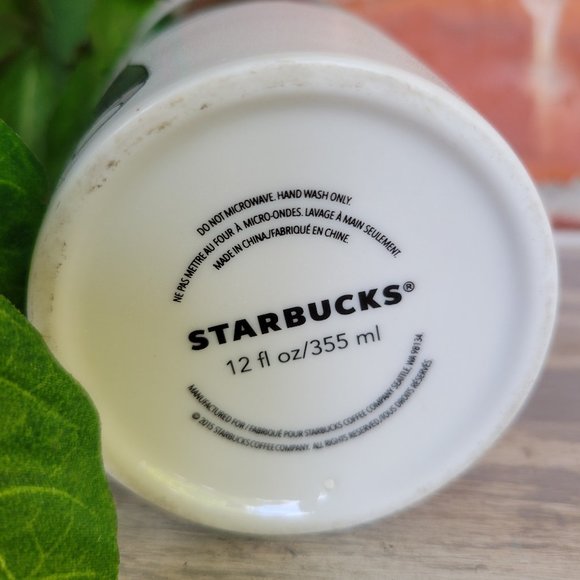 DO NOT MICROWAVE. HAND WASH ONLY.
NE PAS METTRE AU FOUR À MICRO-ONDES. LAVAGE À MAIN SEULEMENT.
MADE IN CHINA./FABRIQUÉ EN CHINE.
STARBUCKS®
12 fl oz/355 ml
MANUFACTURED FOR / FABRIQUÉ POUR STARBUCKS COFFEE COMPANY SEATTLE, WA 98134
© 2015 STARBUCKS COFFEE COMPANY. ALL RIGHTS RESERVED./TOUS DROITS RÉSERVÉS.